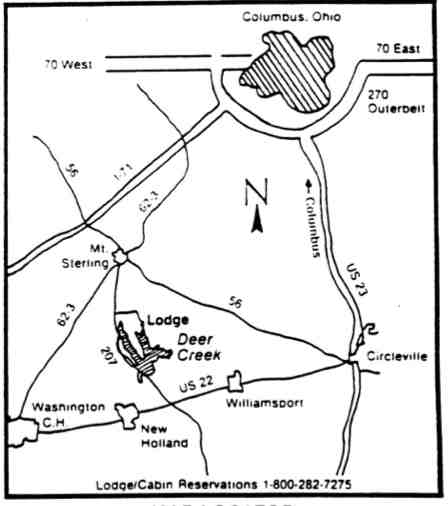 Columbus, Ohio
70 West
70 East
270
Outerbelt
56
I-71
62-3
N
Columbus
US 23
Mt.
Sterling
62-3
56
Lodge
Deer
Creek
207
Circleville
US 22
Williamsport
Washington
C.H.
New
Holland
Lodge/Cabin Reservations 1-800-282-7275